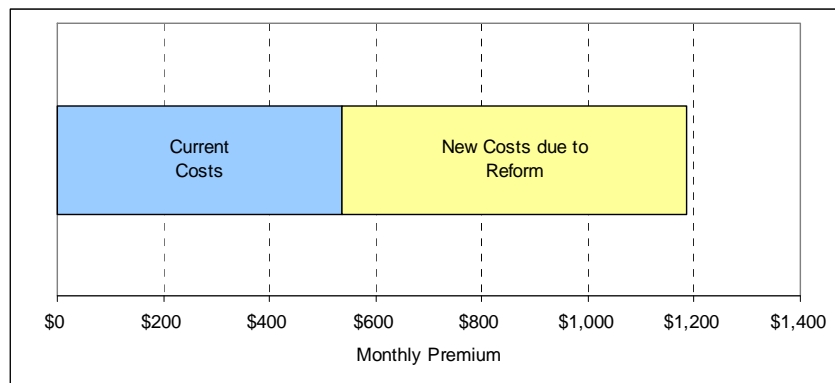 Current
Costs
New Costs due to
Reform
$0
$200
$400
$600
$800
$1,000
$1,200
$1,400
Monthly Premium